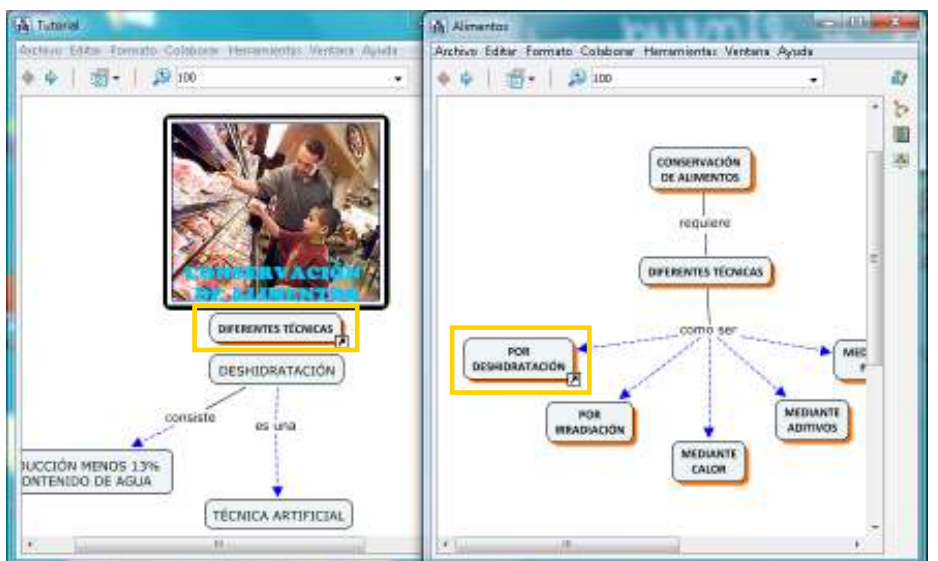 Tutorial
Archivo Editar Formato Colaborar Herramientas Ventana Ayuda
100
CONSERVACIÓN
DE ALIMENTOS
DIFERENTES TÉCNICAS
DESHIDRATACIÓN
consiste
es una
UCCIÓN MENOS 13%
ONTENIDO DE AGUA
TÉCNICA ARTIFICIAL
Alimentos
Archivo Editar Formato Colaborar Herramientas Ventana Ayuda
100
CONSERVACIÓN
DE ALIMENTOS
requiere
DIFERENTES TÉCNICAS
como ser
POR
DESHIDRATACIÓN
MED
POR
IRRADIACIÓN
MEDIANTE
CALOR
MEDIANTE
ADITIVOS